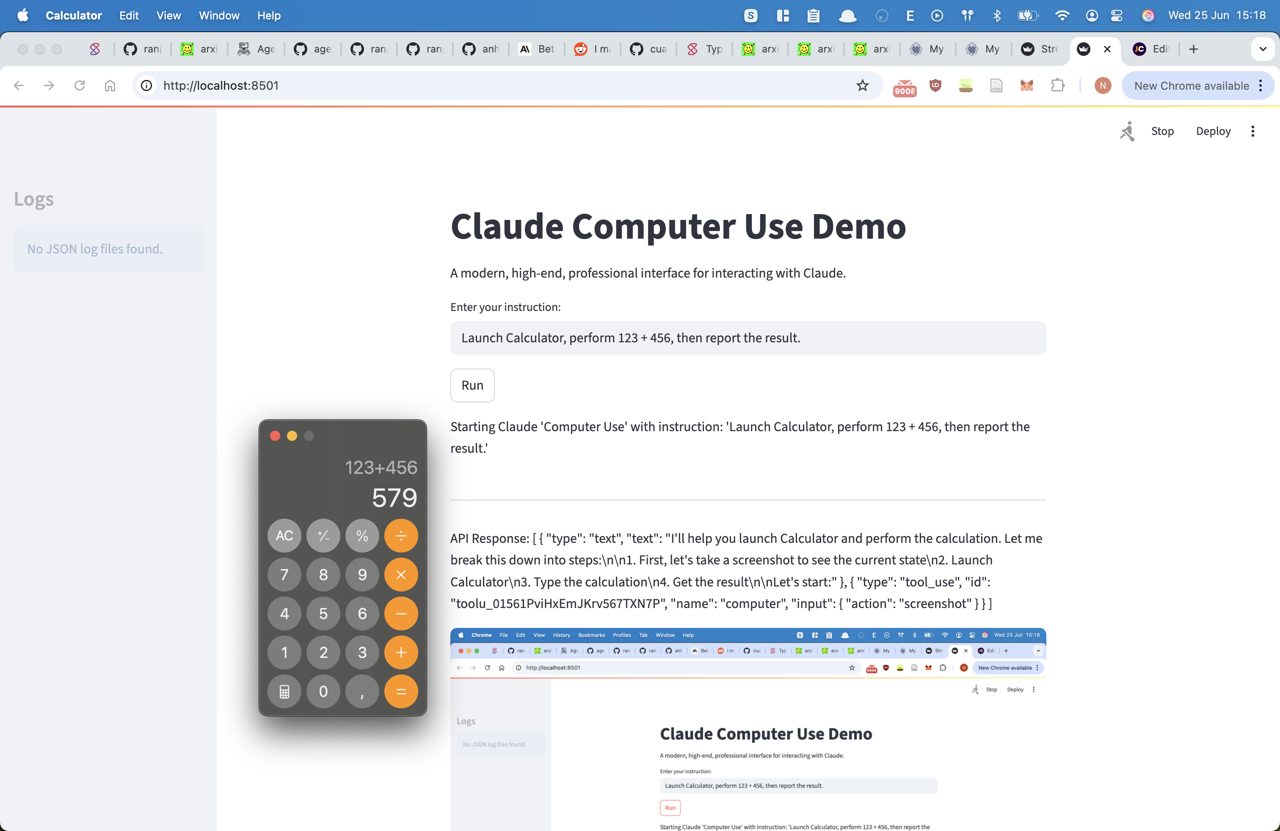 Calculator Edit View Window Help
S E Wed 25 Jun 15:18
ran arxi Age age ran ran anh Bet I m cua Typ arxi arxi arxi My My Str Edi
http://localhost:8501
9008 N New Chrome available
Stop Deploy
Logs
No JSON log files found.
Claude Computer Use Demo
A modern, high-end, professional interface for interacting with Claude.
Enter your instruction:
Launch Calculator, perform 123 + 456, then report the result.
Run
Starting Claude 'Computer Use' with instruction: 'Launch Calculator, perform 123 + 456, then report the
result.'
123+456
579
AC +⁄− % ÷
7 8 9 ×
4 5 6 −
1 2 3 +
0 , =
API Response: [ { "type": "text", "text": "I'll help you launch Calculator and perform the calculation. Let me
break this down into steps:\n\n1. First, let's take a screenshot to see the current state\n2. Launch
Calculator\n3. Type the calculation\n4. Get the result\n\nLet's start:" }, { "type": "tool_use", "id":
"toolu_01561PviHxEmJKrv567TXN7P", "name": "computer", "input": { "action": "screenshot" } } ]
Chrome File Edit View History Bookmarks Profiles Tab Window Help
Wed 25 Jun 15:18
http://localhost:8501
New Chrome available
Stop Deploy
Logs
No JSON log files found.
Claude Computer Use Demo
A modern, high-end, professional interface for interacting with Claude.
Enter your instruction:
Launch Calculator, perform 123 + 456, then report the result.
Run
Starting Claude 'Computer Use' with instruction: 'Launch Calculator, perform 123 + 456, then report the